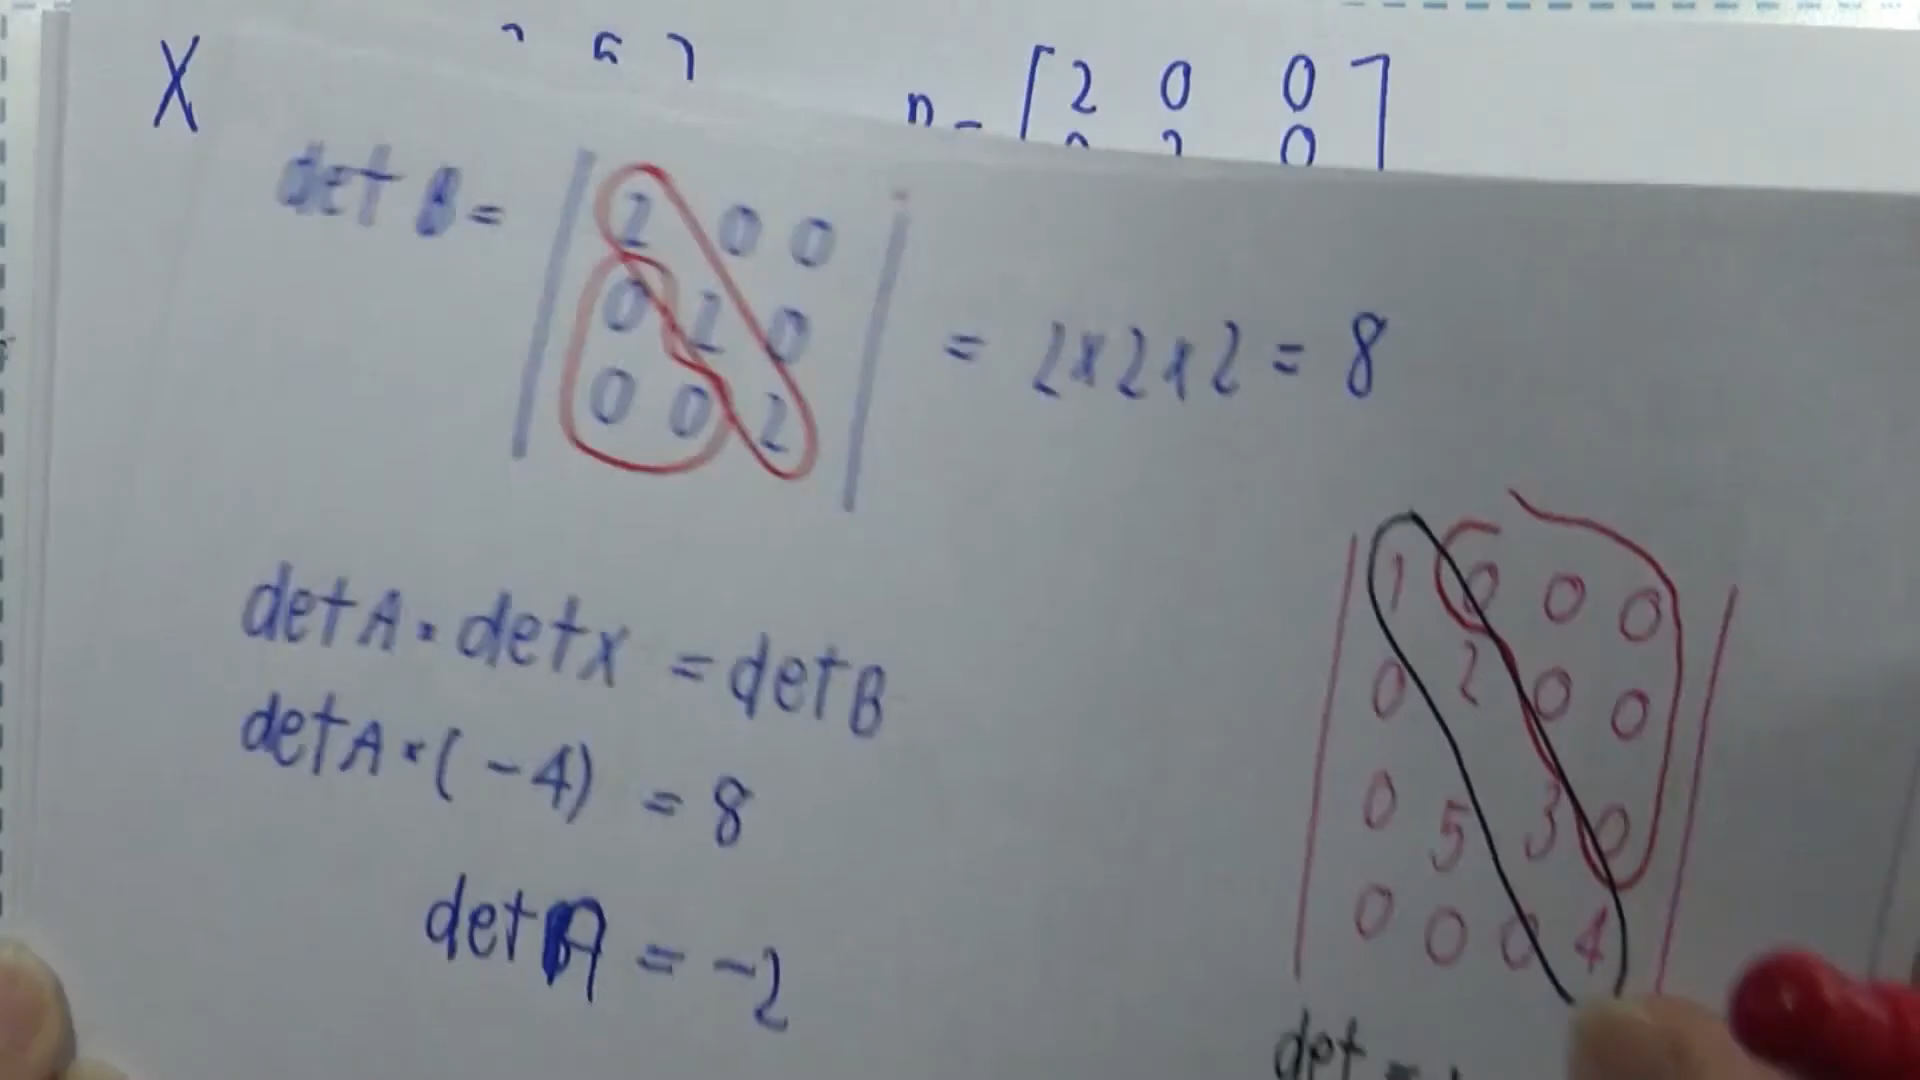 X
[ 2 0 0 ]
det B = | 2 0 0 |
| 0 2 0 | = 2×2×2 = 8
| 0 0 2 |
det A · det X = det B
det A · (-4) = 8
det A = -2
| 1 0 0 0 |
| 0 2 0 0 |
| 0 5 3 0 |
| 0 0 0 4 |
det =